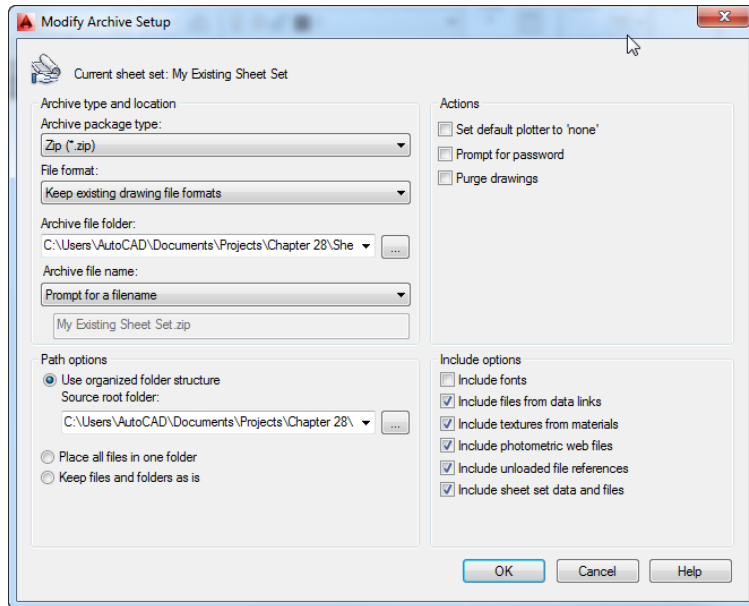 Modify Archive Setup
Current sheet set: My Existing Sheet Set
Archive type and location
Archive package type:
Zip (*.zip)
File format:
Keep existing drawing file formats
Archive file folder:
C:\Users\AutoCAD\Documents\Projects\Chapter 28\She
...
Archive file name:
Prompt for a filename
My Existing Sheet Set.zip
Path options
Use organized folder structure
Source root folder:
C:\Users\AutoCAD\Documents\Projects\Chapter 28\
...
Place all files in one folder
Keep files and folders as is
Actions
Set default plotter to 'none'
Prompt for password
Purge drawings
Include options
Include fonts
Include files from data links
Include textures from materials
Include photometric web files
Include unloaded file references
Include sheet set data and files
OK
Cancel
Help